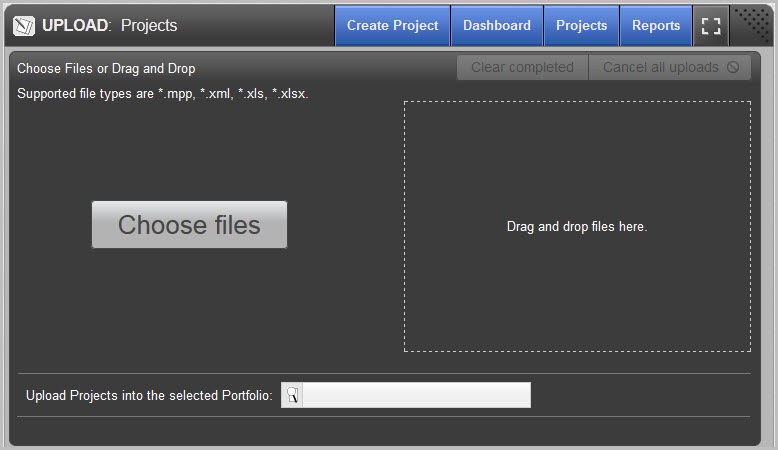 UPLOAD: Projects
Create Project
Dashboard
Projects
Reports
Choose Files or Drag and Drop
Clear completed
Cancel all uploads
Supported file types are *.mpp, *.xml, *.xls, *.xlsx.
Choose files
Drag and drop files here.
Upload Projects into the selected Portfolio: